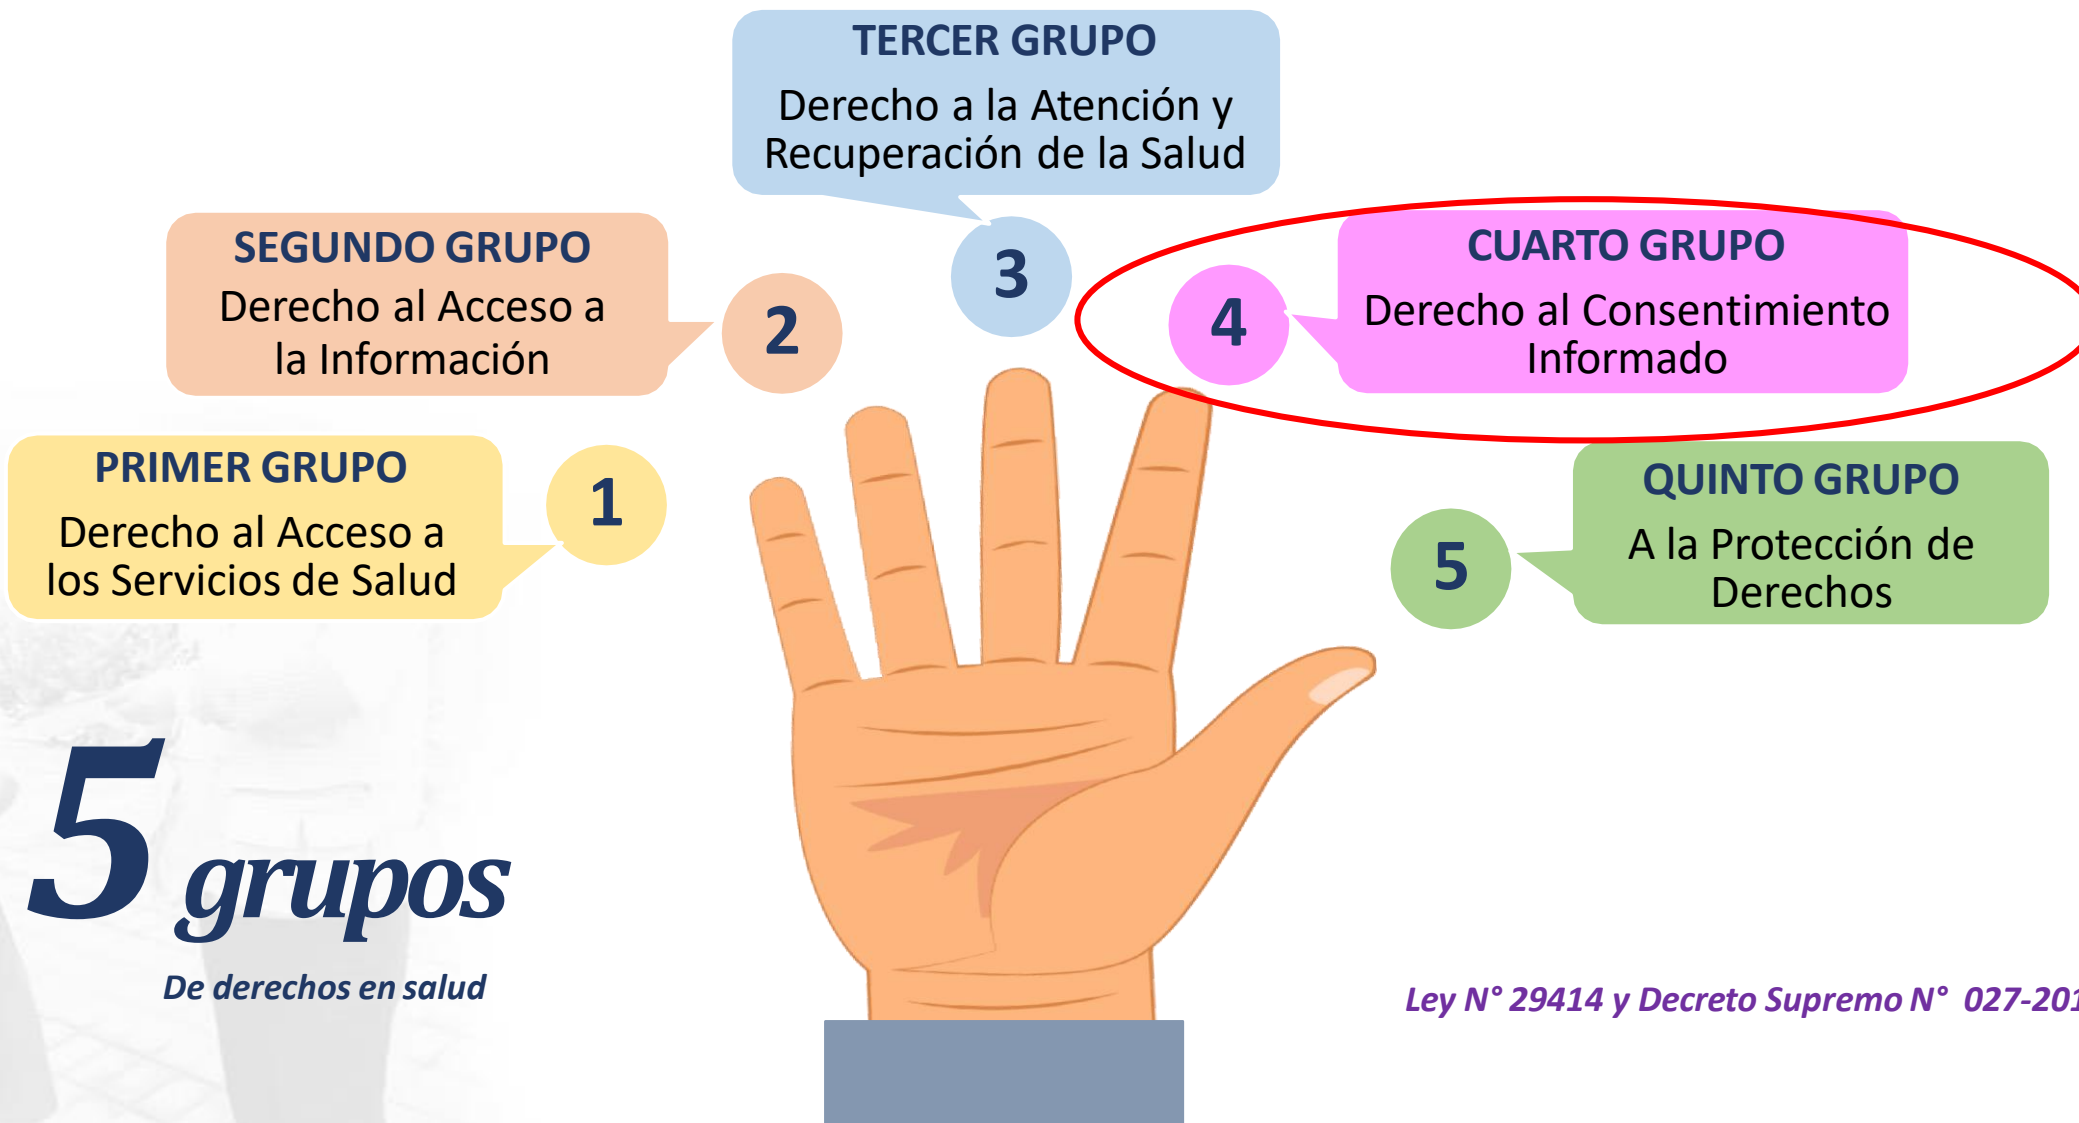 TERCER GRUPO
Derecho a la Atención y
Recuperación de la Salud
3
SEGUNDO GRUPO
Derecho al Acceso a
la Información
2
CUARTO GRUPO
Derecho al Consentimiento
Informado
4
PRIMER GRUPO
Derecho al Acceso a
los Servicios de Salud
1
QUINTO GRUPO
A la Protección de
Derechos
5
5 grupos
De derechos en salud
Ley N° 29414 y Decreto Supremo N° 027-201